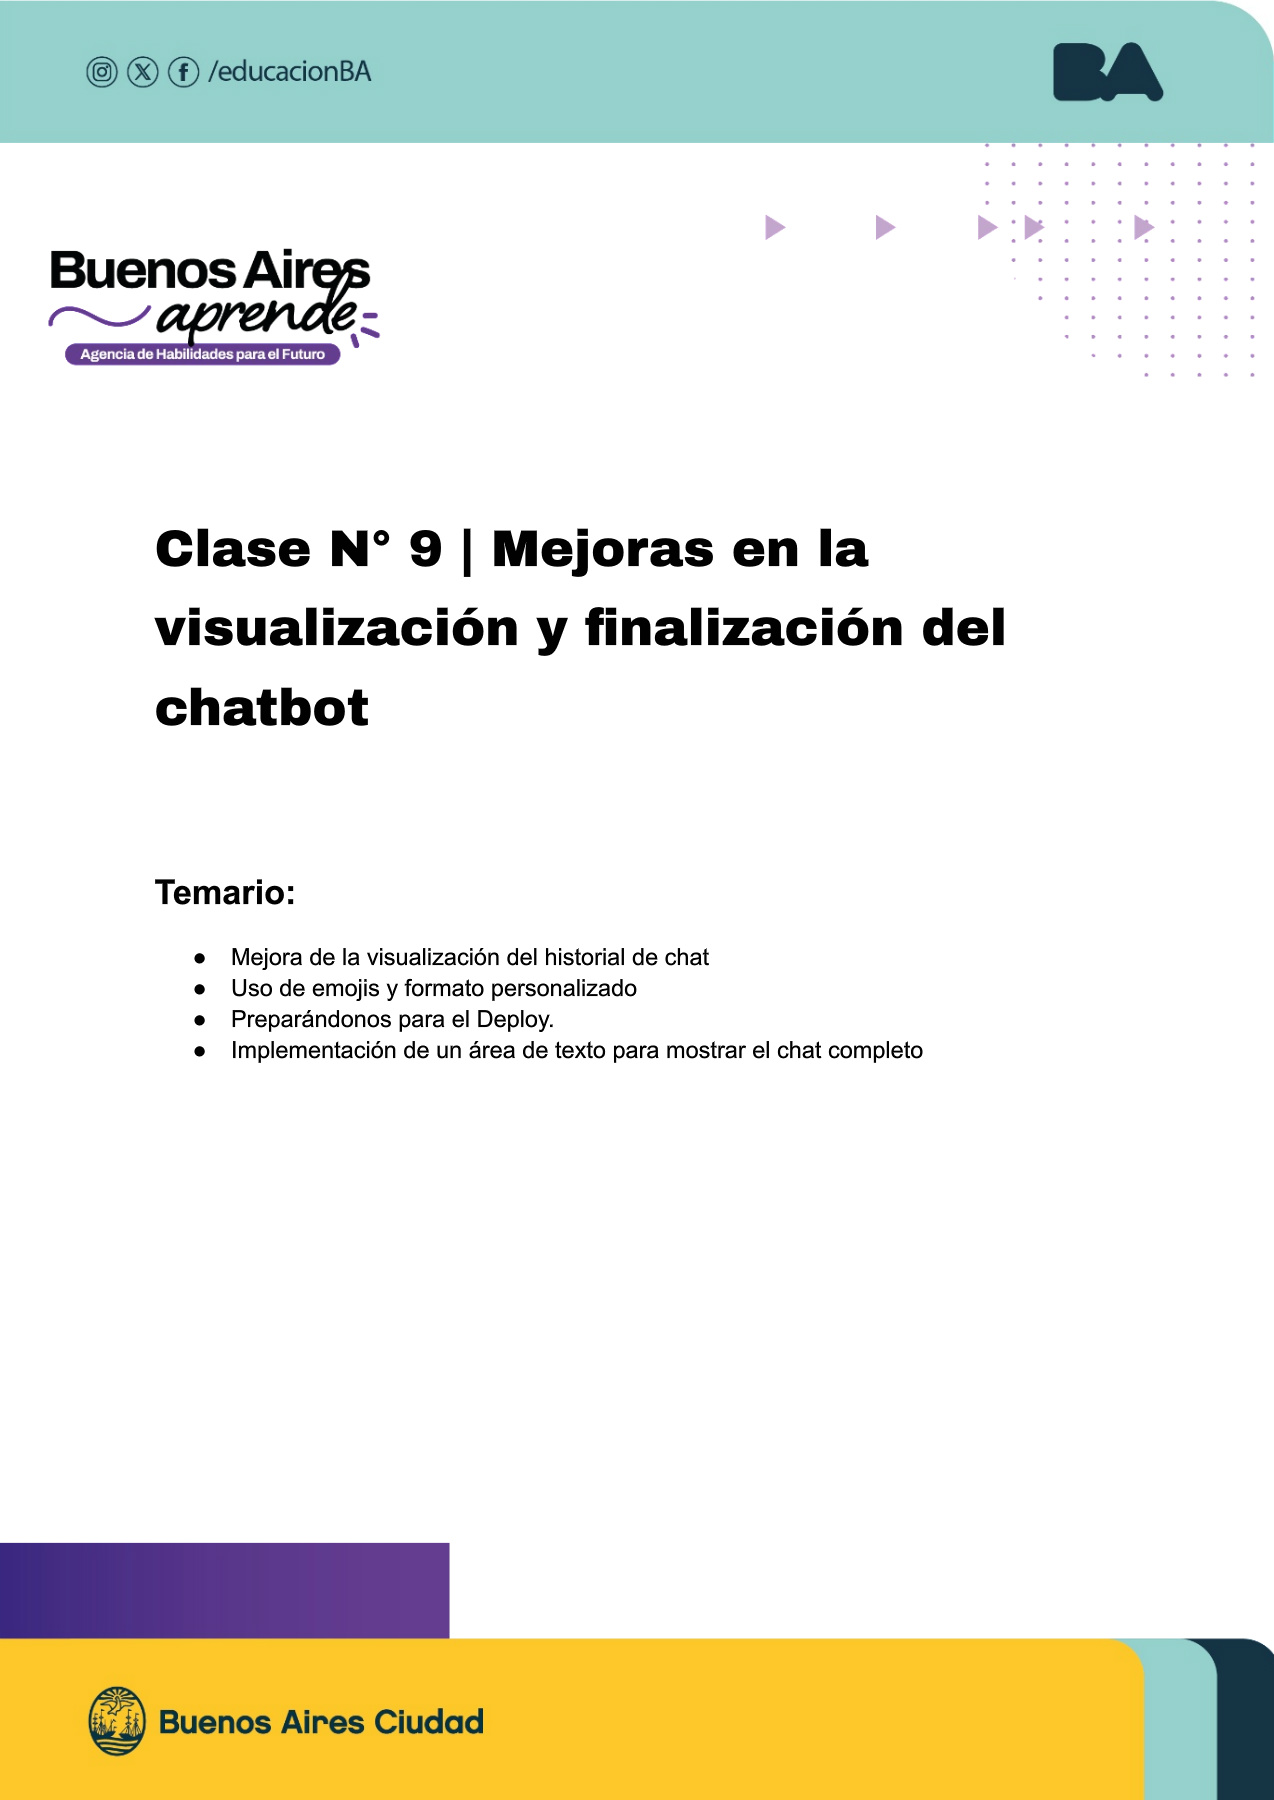 /educacionBA
BA
Buenos Aires
aprende
Agencia de Habilidades para el Futuro
Clase N° 9 | Mejoras en la
visualización y finalización del
chatbot
Temario:
● Mejora de la visualización del historial de chat
● Uso de emojis y formato personalizado
● Preparándonos para el Deploy.
● Implementación de un área de texto para mostrar el chat completo
Buenos Aires Ciudad